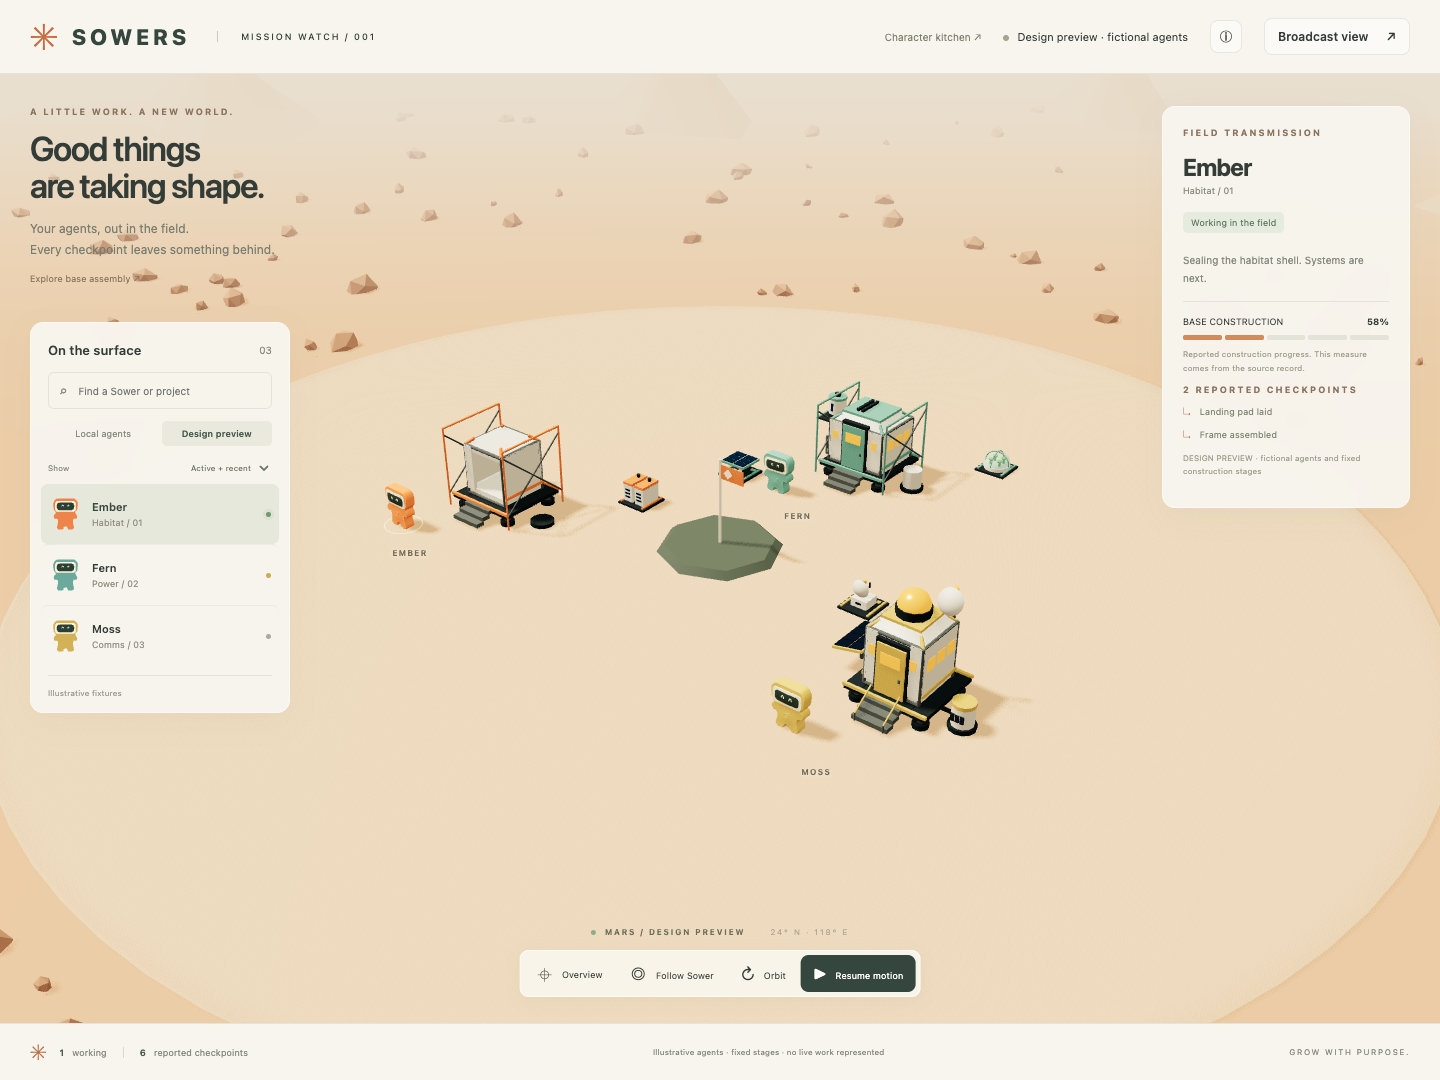 SOWERS
MISSION WATCH / 001
Character kitchen ↗
Design preview · fictional agents
Broadcast view ↗
A LITTLE WORK. A NEW WORLD.
Good things
are taking shape.
Your agents, out in the field.
Every checkpoint leaves something behind.
Explore base assembly
On the surface
03
Find a Sower or project
Local agents
Design preview
Show
Active + recent
Ember
Habitat / 01
Fern
Power / 02
Moss
Comms / 03
Illustrative fixtures
EMBER
FERN
MOSS
FIELD TRANSMISSION
Ember
Habitat / 01
Working in the field
Sealing the habitat shell. Systems are
next.
BASE CONSTRUCTION
58%
Reported construction progress. This measure
comes from the source record.
2 REPORTED CHECKPOINTS
Landing pad laid
Frame assembled
DESIGN PREVIEW · fictional agents and fixed
construction stages
MARS / DESIGN PREVIEW
24° N · 118° E
Overview
Follow Sower
Orbit
Resume motion
1 working
6 reported checkpoints
Illustrative agents · fixed stages · no live work represented
GROW WITH PURPOSE.